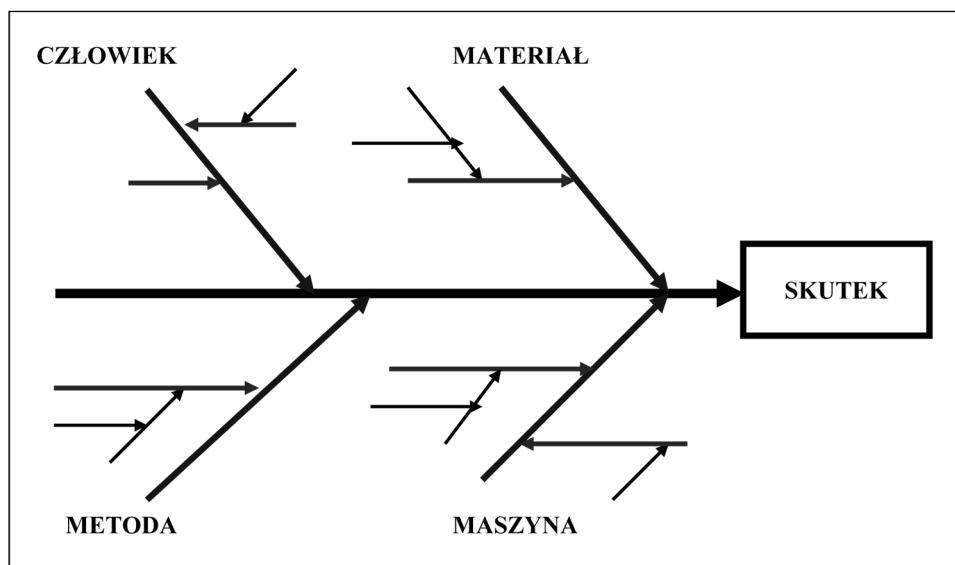 CZŁOWIEK
MATERIAŁ
SKUTEK
METODA
MASZYNA